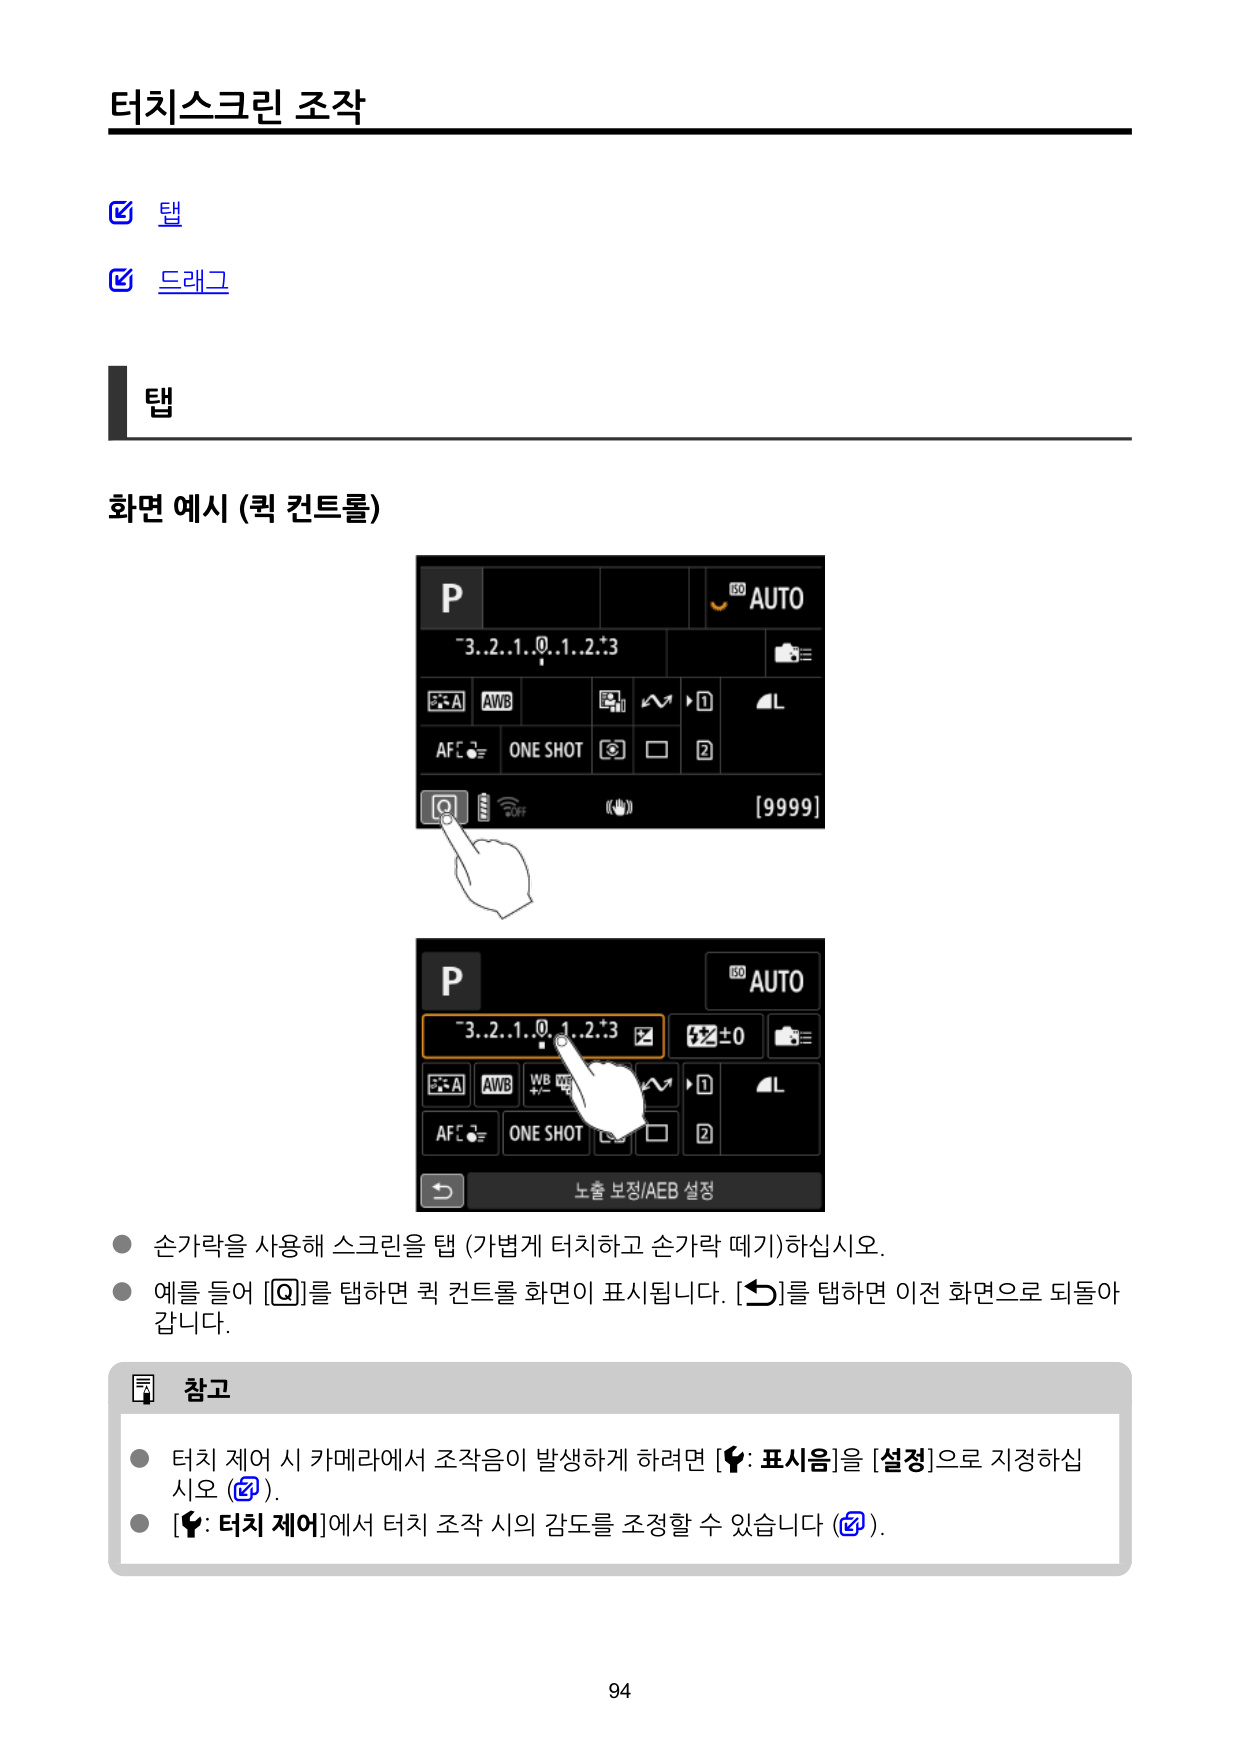 터치스크린 조작
탭
드래그
탭
화면 예시 (퀵 컨트롤)
P ISO AUTO
-3..2..1..0..1..2..+3
A AWB 1 L
AF ONE SHOT 2
Q OFF [9999]
P ISO AUTO
-3..2..1..0..1..2..+3 ±0
A AWB WB +/- 1 L
AF ONE SHOT 2
노출 보정/AEB 설정
● 손가락을 사용해 스크린을 탭 (가볍게 터치하고 손가락 떼기)하십시오.
● 예를 들어 [Q]를 탭하면 퀵 컨트롤 화면이 표시됩니다. [↩]를 탭하면 이전 화면으로 되돌아
갑니다.
참고
● 터치 제어 시 카메라에서 조작음이 발생하게 하려면 [: 표시음]을 [설정]으로 지정하십
시오 ( ).
● [: 터치 제어]에서 터치 조작 시의 감도를 조정할 수 있습니다 ( ).
94